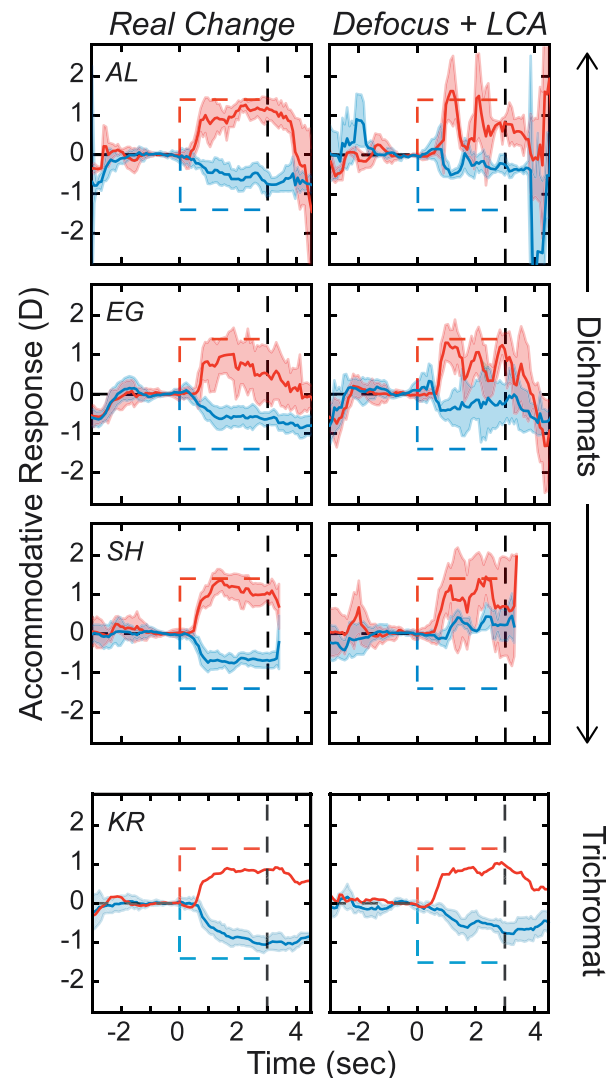 Real Change
Defocus + LCA
AL
2
1
0
-1
-2
EG
2
1
0
-1
-2
SH
2
1
0
-1
-2
KR
2
1
0
-1
-2
-2 0 2 4
-2 0 2 4
Time (sec)
Accommodative Response (D)
Dichromats
Trichromat